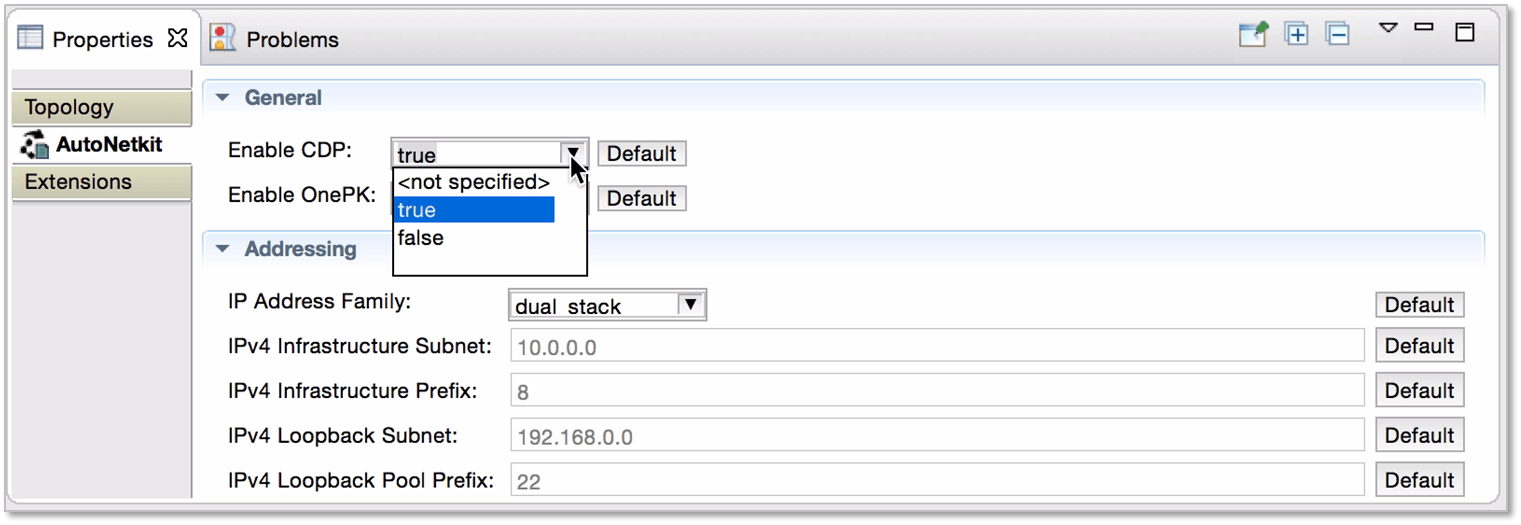 Properties
Problems
Topology
AutoNetkit
Extensions
General
Enable CDP: true Default
<not specified>
true
false
Enable OnePK: Default
Addressing
IP Address Family: dual_stack Default
IPv4 Infrastructure Subnet: 10.0.0.0 Default
IPv4 Infrastructure Prefix: 8 Default
IPv4 Loopback Subnet: 192.168.0.0 Default
IPv4 Loopback Pool Prefix: 22 Default